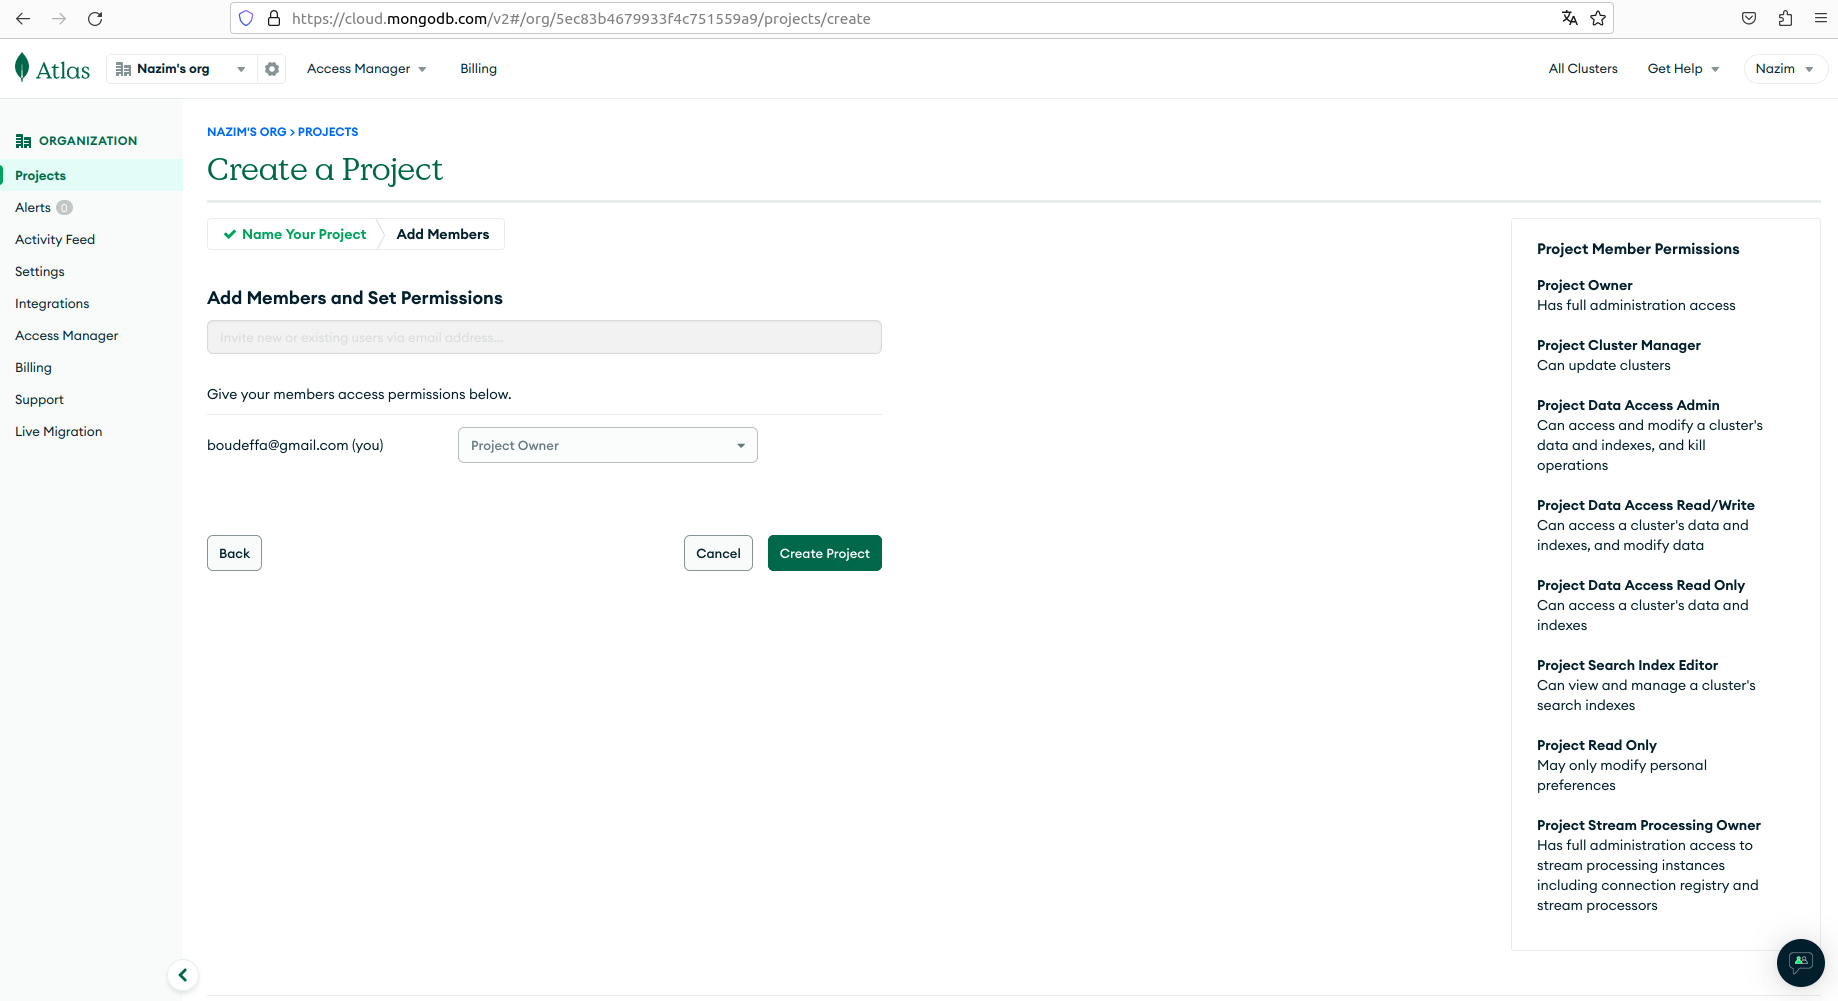 https://cloud.mongodb.com/v2#/org/5ec83b4679933f4c751559a9/projects/create
Atlas
Nazim's org
Access Manager
Billing
All Clusters
Get Help
Nazim
ORGANIZATION
Projects
Alerts 0
Activity Feed
Settings
Integrations
Access Manager
Billing
Support
Live Migration
NAZIM'S ORG > PROJECTS
Create a Project
Name Your Project
Add Members
Add Members and Set Permissions
Invite new or existing users via email address...
Give your members access permissions below.
boudeffa@gmail.com (you)
Project Owner
Back
Cancel
Create Project
Project Member Permissions
Project Owner
Has full administration access
Project Cluster Manager
Can update clusters
Project Data Access Admin
Can access and modify a cluster's
data and indexes, and kill
operations
Project Data Access Read/Write
Can access a cluster's data and
indexes, and modify data
Project Data Access Read Only
Can access a cluster's data and
indexes
Project Search Index Editor
Can view and manage a cluster's
search indexes
Project Read Only
May only modify personal
preferences
Project Stream Processing Owner
Has full administration access to
stream processing instances
including connection registry and
stream processors